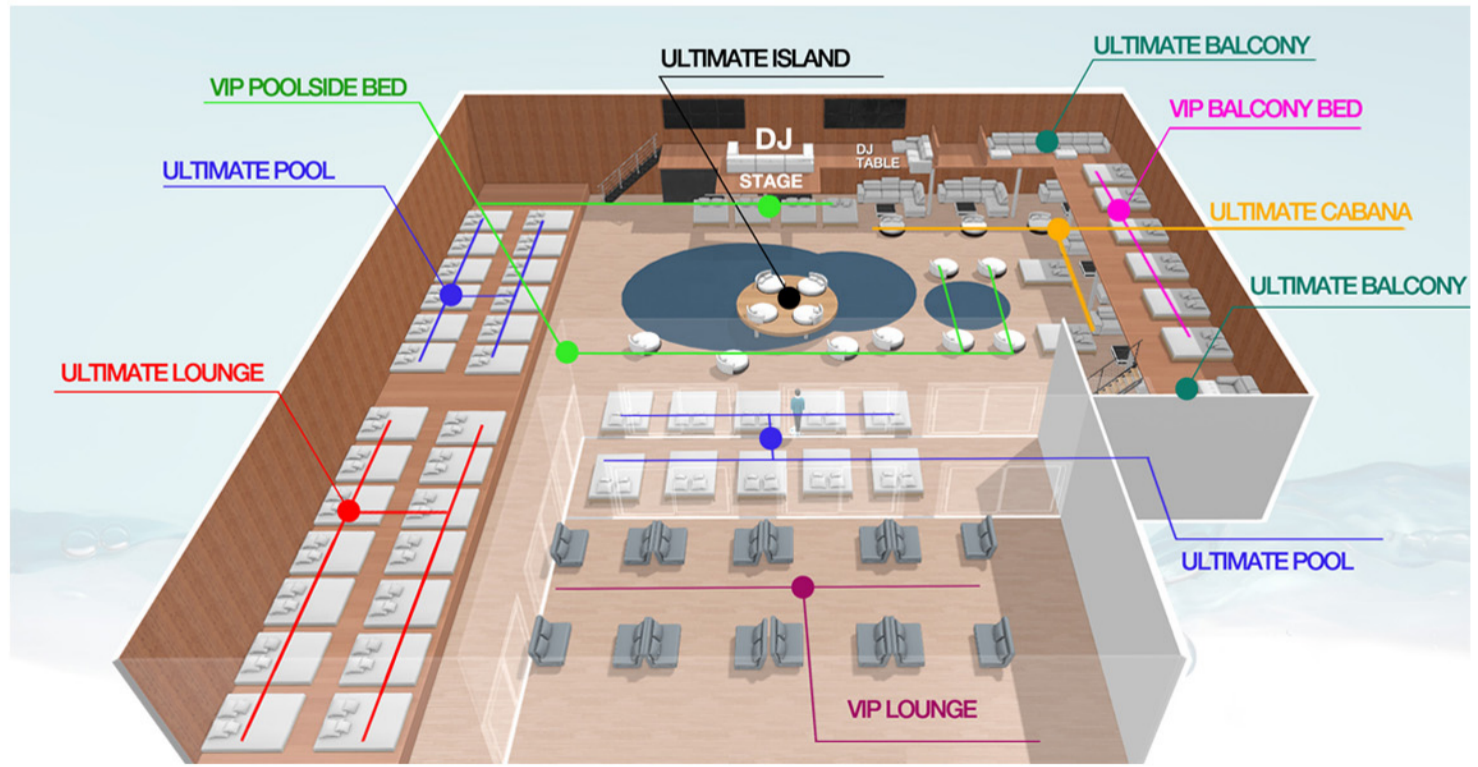 ULTIMATE BALCONY
ULTIMATE ISLAND
VIP POOLSIDE BED
VIP BALCONY BED
DJ
DJ
TABLE
ULTIMATE POOL
STAGE
ULTIMATE CABANA
ULTIMATE BALCONY
ULTIMATE LOUNGE
ULTIMATE POOL
VIP LOUNGE